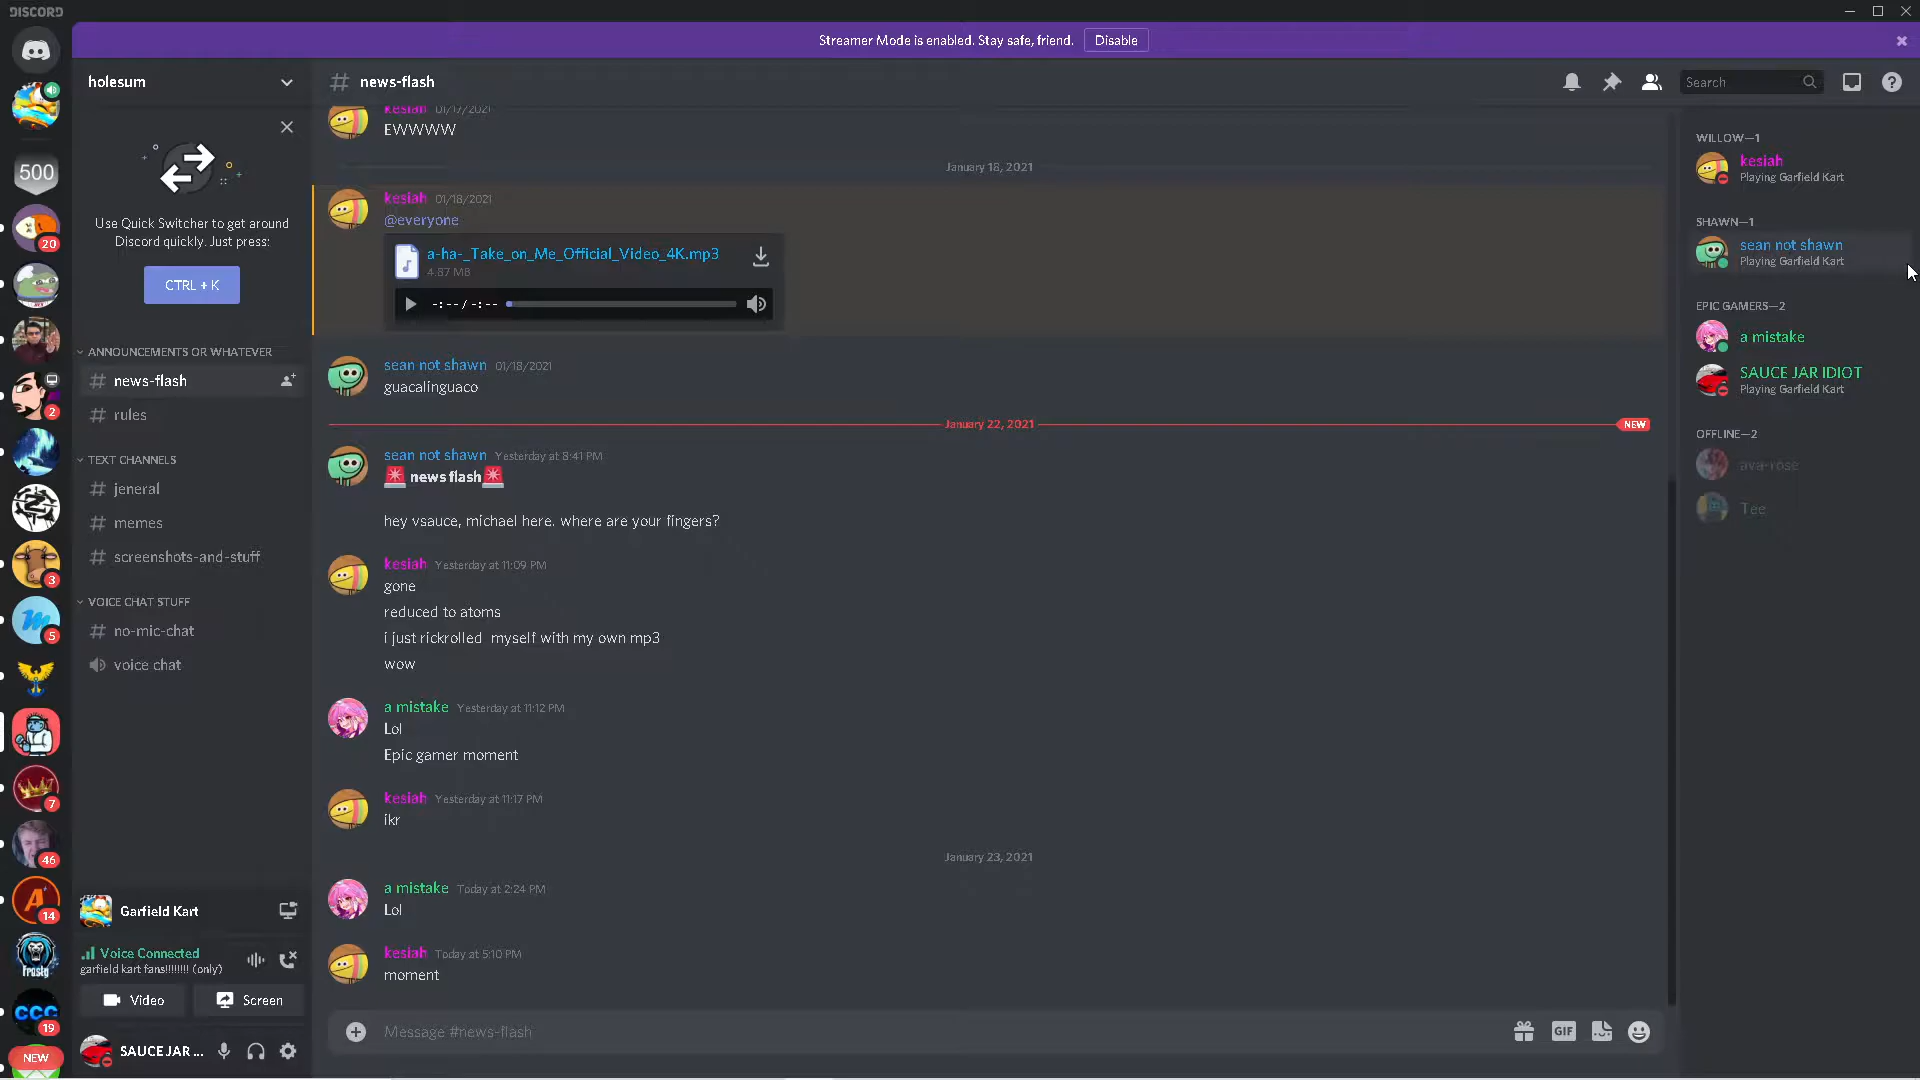 DISCORD
Streamer Mode is enabled. Stay safe, friend.
Disable
holesum
news-flash
Search
500
20
2
3
5
7
46
14
Frosty
CCC
19
NEW
Use Quick Switcher to get around
Discord quickly. Just press:
CTRL + K
ANNOUNCEMENTS OR WHATEVER
news-flash
rules
TEXT CHANNELS
jeneral
memes
screenshots-and-stuff
VOICE CHAT STUFF
no-mic-chat
voice chat
Garfield Kart
Voice Connected
garfield kart fans!!!!!!!! (only)
Video
Screen
SAUCE JAR ...
kesiah 01/17/2021
EWWWW
January 18, 2021
kesiah 01/18/2021
@everyone
a-ha-_Take_on_Me_Official_Video_4K.mp3
4.87 MB
-:-- / -:--
sean not shawn 01/18/2021
guacalinguaco
January 22, 2021
NEW
sean not shawn Yesterday at 8:41 PM
news flash
hey vsauce, michael here. where are your fingers?
kesiah Yesterday at 11:09 PM
gone
reduced to atoms
i just rickrolled myself with my own mp3
wow
a mistake Yesterday at 11:12 PM
Lol
Epic gamer moment
kesiah Yesterday at 11:17 PM
ikr
January 23, 2021
a mistake Today at 2:24 PM
Lol
kesiah Today at 5:10 PM
moment
Message #news-flash
GIF
WILLOW—1
kesiah
Playing Garfield Kart
SHAWN—1
sean not shawn
Playing Garfield Kart
EPIC GAMERS—2
a mistake
SAUCE JAR IDIOT
Playing Garfield Kart
OFFLINE—2
ava-rose
Tee